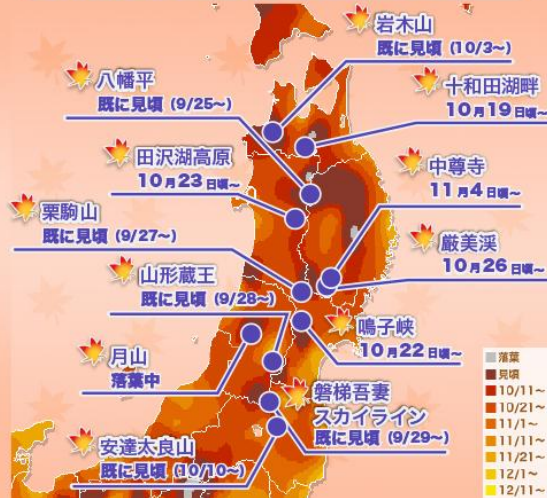 岩木山
既に見頃 (10/3～)
八幡平
既に見頃 (9/25～)
十和田湖畔
10月19日頃～
田沢湖高原
10月23日頃～
中尊寺
11月4日頃～
栗駒山
既に見頃 (9/27～)
厳美渓
10月26日頃～
山形蔵王
既に見頃 (9/28～)
鳴子峡
10月22日頃～
月山
落葉中
磐梯吾妻
スカイライン
既に見頃 (9/29～)
安達太良山
既に見頃 (10/10～)
落葉
見頃
10/11～
10/21～
11/1～
11/11～
11/21～
12/1～
12/11～